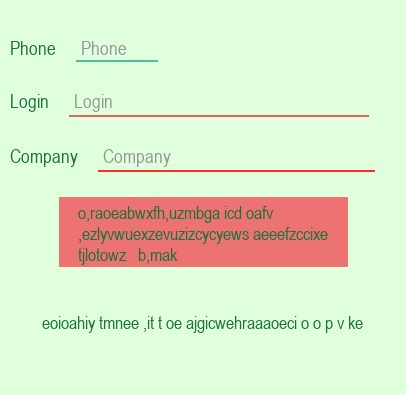 Phone Phone
Login Login
Company Company
o,raoeabwxfh,uzmbga icd oafv
,ezlyvwuexzevuzizcycyews aeeefzccixe
tjlotowz b,mak
eoioahiy tmnee ,it t oe ajgicwehraaaoeci o o p v ke